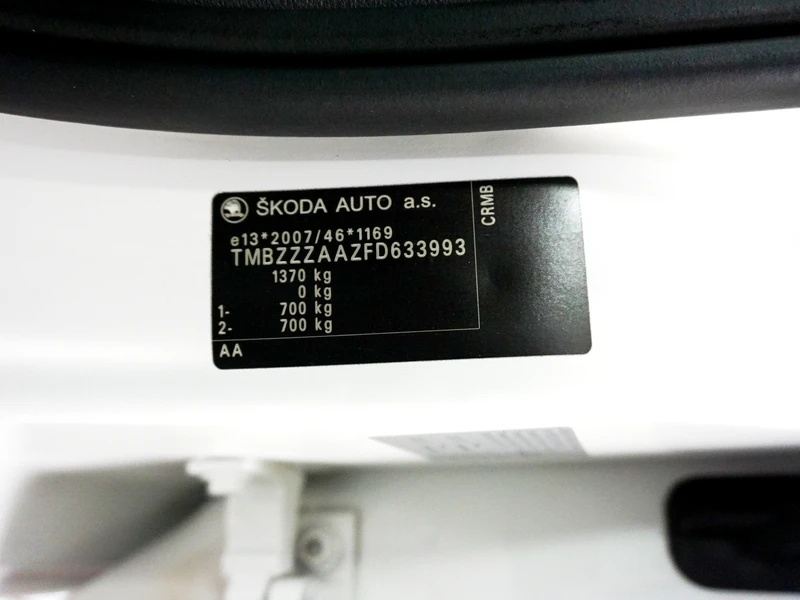 ŠKODA AUTO a.s.
CRMB
e13*2007/46*1169
TMBZZZAAZFD633993
1370 kg
0 kg
1- 700 kg
2- 700 kg
AA